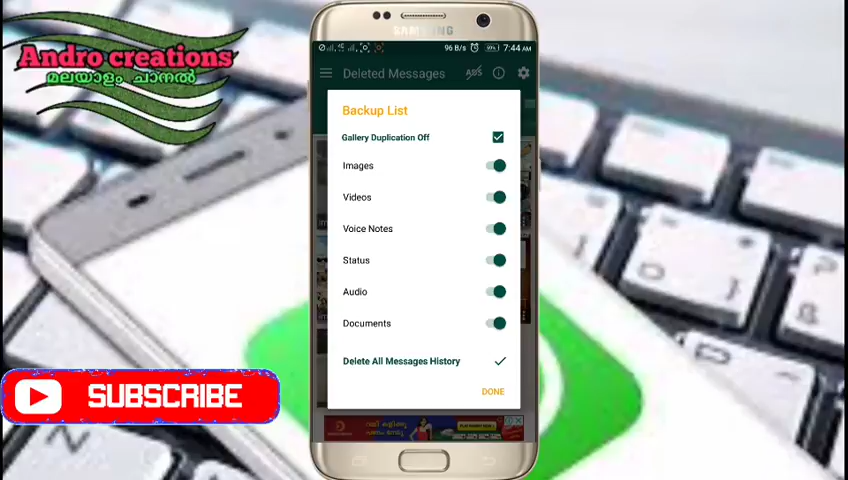 Andro creations
മലയാളം ചാനൽ
SUBSCRIBE
SAMSUNG
96 B/s
7:44 AM
Deleted Messages
ADS
Backup List
Gallery Duplication Off
Images
Videos
Voice Notes
Status
Audio
Documents
Delete All Messages History
DONE